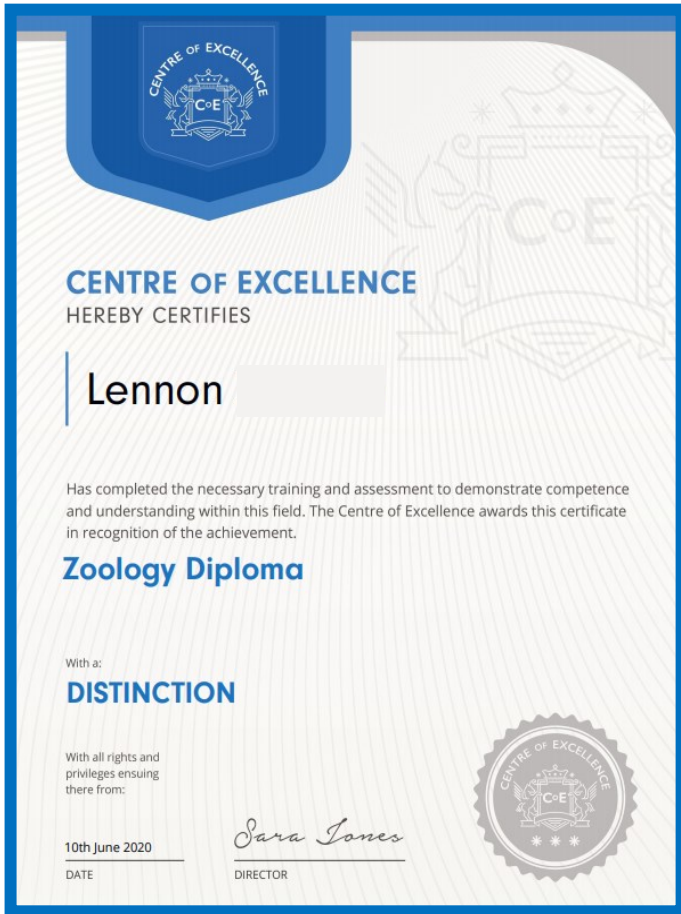 CENTRE OF EXCELLENCE
CoE
CoE
CENTRE OF EXCELLENCE
HEREBY CERTIFIES
Lennon
Has completed the necessary training and assessment to demonstrate competence
and understanding within this field. The Centre of Excellence awards this certificate
in recognition of the achievement.
Zoology Diploma
With a:
DISTINCTION
With all rights and
privileges ensuing
there from:
CENTRE OF EXCELLENCE
CoE
10th June 2020
Sara Jones
DATE
DIRECTOR